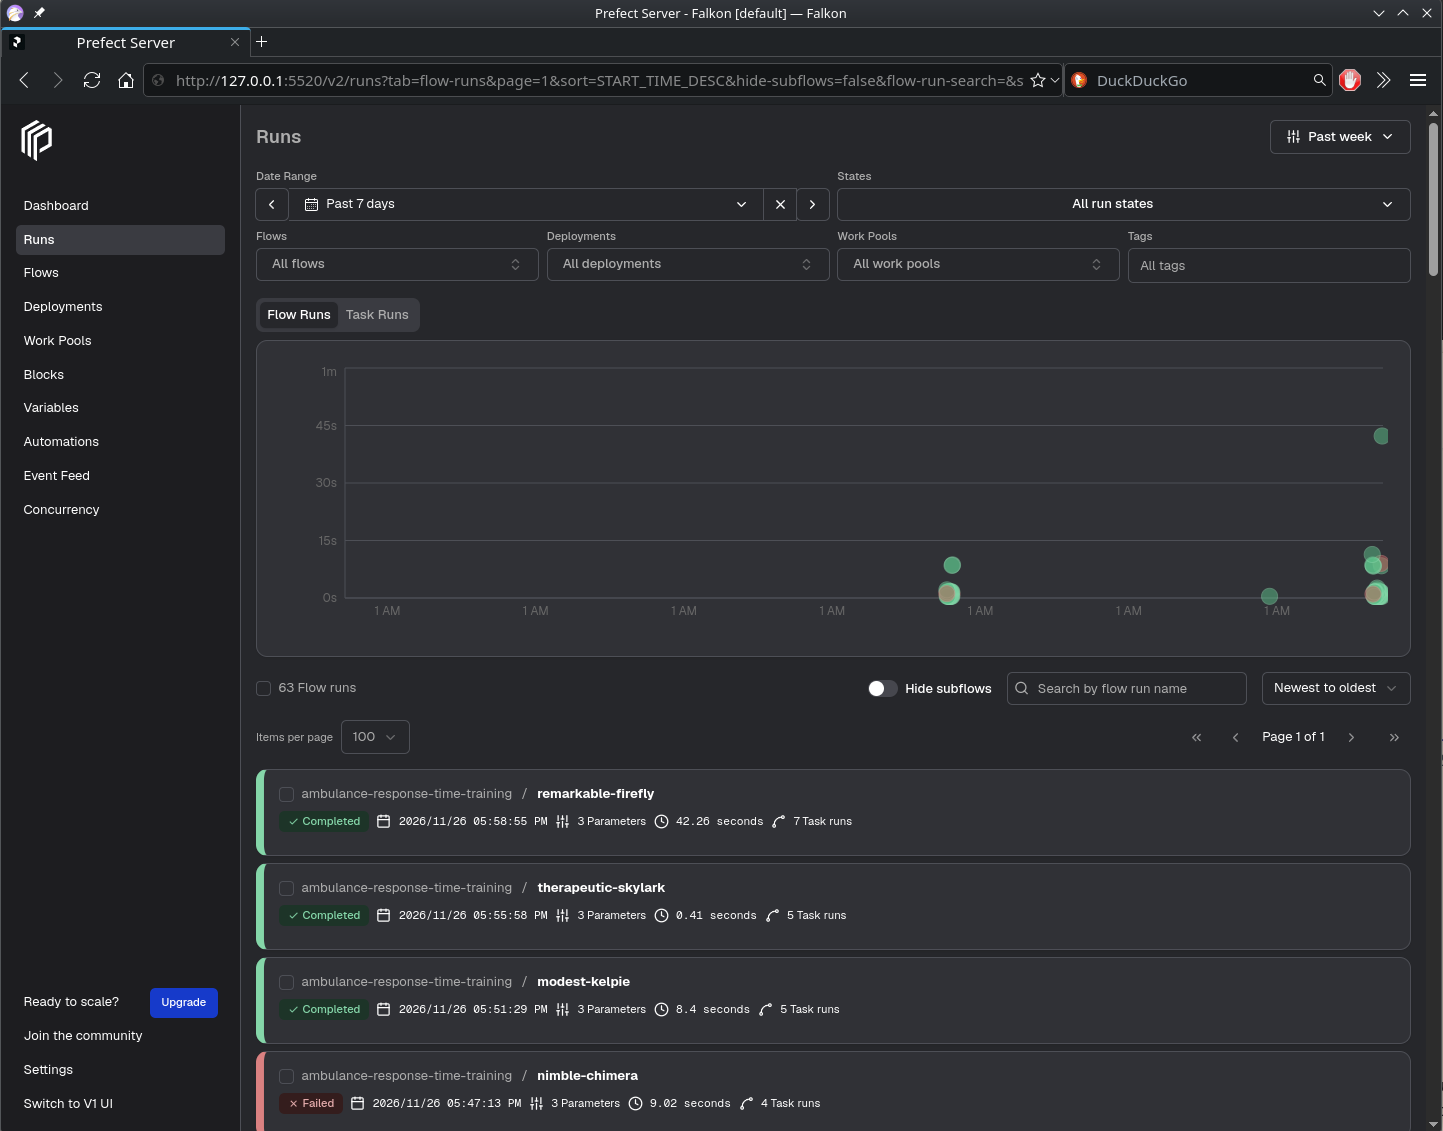 Prefect Server - Falkon [default] — Falkon
Prefect Server
http://127.0.0.1:5520/v2/runs?tab=flow-runs&page=1&sort=START_TIME_DESC&hide-subflows=false&flow-run-search=&s
DuckDuckGo
Dashboard
Runs
Flows
Deployments
Work Pools
Blocks
Variables
Automations
Event Feed
Concurrency
Ready to scale? Upgrade
Join the community
Settings
Switch to V1 UI
Runs
Past week
Date Range
Past 7 days
States
All run states
Flows
All flows
Deployments
All deployments
Work Pools
All work pools
Tags
All tags
Flow Runs Task Runs
1m
45s
30s
15s
0s
1 AM 1 AM 1 AM 1 AM 1 AM 1 AM 1 AM
63 Flow runs
Hide subflows
Search by flow run name
Newest to oldest
Items per page 100
Page 1 of 1
ambulance-response-time-training / remarkable-firefly
Completed 2026/11/26 05:58:55 PM 3 Parameters 42.26 seconds 7 Task runs
ambulance-response-time-training / therapeutic-skylark
Completed 2026/11/26 05:55:58 PM 3 Parameters 0.41 seconds 5 Task runs
ambulance-response-time-training / modest-kelpie
Completed 2026/11/26 05:51:29 PM 3 Parameters 8.4 seconds 5 Task runs
ambulance-response-time-training / nimble-chimera
Failed 2026/11/26 05:47:13 PM 3 Parameters 9.02 seconds 4 Task runs